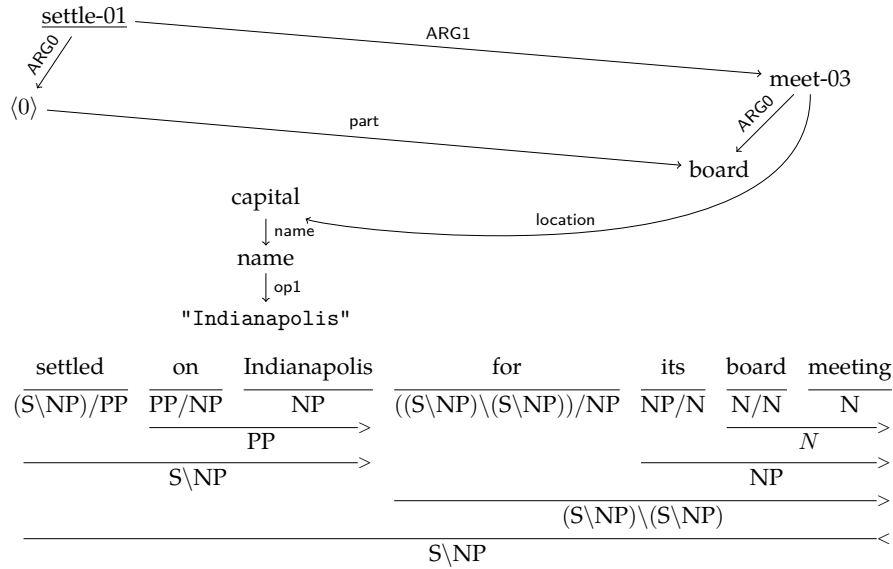 settle-01
ARG1
ARG0
meet-03
⟨0⟩
ARG0
part
board
capital
location
name
name
op1
"Indianapolis"
settled on Indianapolis for its board meeting
(S\NP)/PP PP/NP NP ((S\NP)\(S\NP))/NP NP/N N/N N
> >
PP N
> >
S\NP NP
>
(S\NP)\(S\NP)
<
S\NP